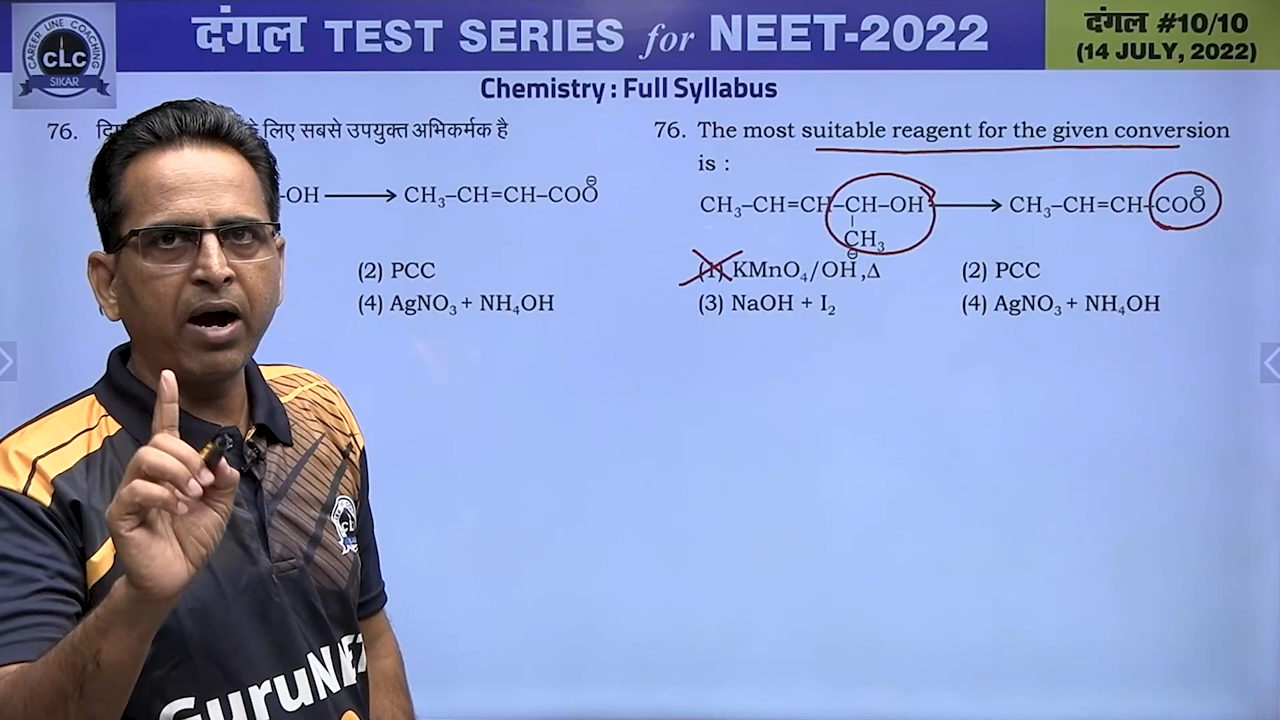 दंगल TEST SERIES for NEET-2022
दंगल #10/10
(14 JULY, 2022)
CAREER LINE COACHING
CLC
SIKAR
Chemistry : Full Syllabus
76. के लिए सबसे उपयुक्त अभिकर्मक है
–OH ⟶ CH₃–CH=CH–COO⊖
(2) PCC
(4) AgNO₃ + NH₄OH
76. The most suitable reagent for the given conversion
is :
CH₃–CH=CH–CH–OH ⟶ CH₃–CH=CH–COO⊖
CH₃
(1) KMnO₄/OH⊖,Δ (2) PCC
(3) NaOH + I₂ (4) AgNO₃ + NH₄OH
CLC